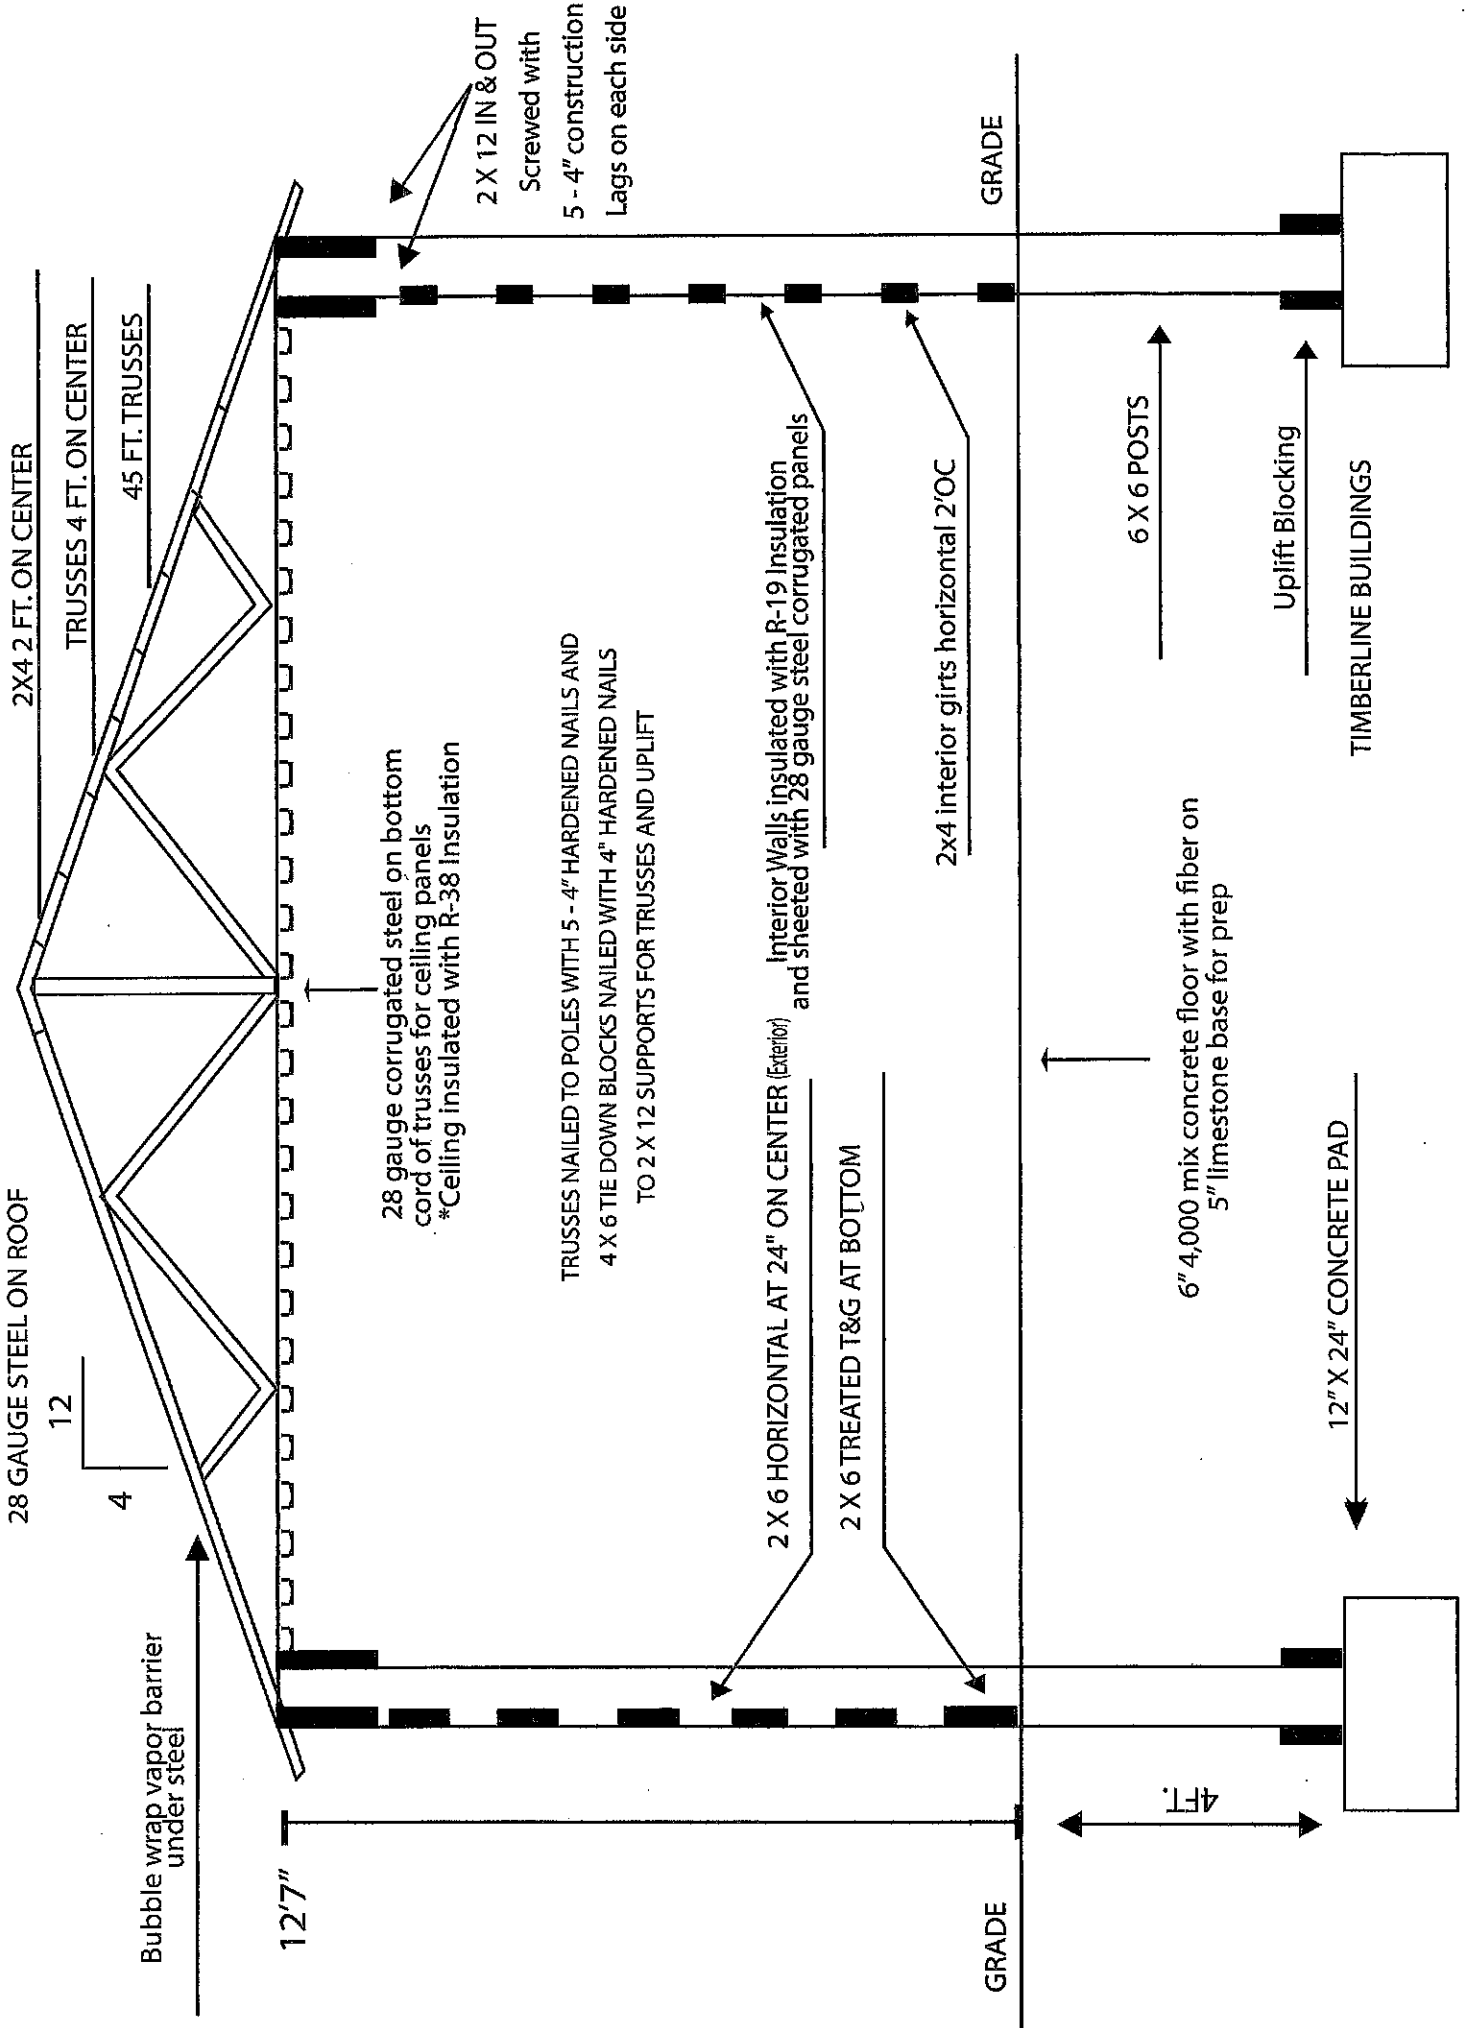 28 GAUGE STEEL ON ROOF
2X4 2 FT. ON CENTER
TRUSSES 4 FT. ON CENTER
45 FT. TRUSSES
12
4
Bubble wrap vapor barrier
under steel
12'7"
2 X 12 IN & OUT
Screwed with
5 - 4" construction
Lags on each side
28 gauge corrugated steel on bottom
cord of trusses for ceiling panels
*Ceiling insulated with R-38 Insulation
TRUSSES NAILED TO POLES WITH 5 - 4" HARDENED NAILS AND
4 X 6 TIE DOWN BLOCKS NAILED WITH 4" HARDENED NAILS
TO 2 X 12 SUPPORTS FOR TRUSSES AND UPLIFT
2 X 6 HORIZONTAL AT 24" ON CENTER (Exterior)
2 X 6 TREATED T&G AT BOTTOM
Interior Walls insulated with R-19 Insulation
and sheeted with 28 gauge steel corrugated panels
2x4 interior girts horizontal 2'OC
GRADE
GRADE
4FT.
6" 4,000 mix concrete floor with fiber on
5" limestone base for prep
6 X 6 POSTS
Uplift Blocking
12" X 24" CONCRETE PAD
TIMBERLINE BUILDINGS